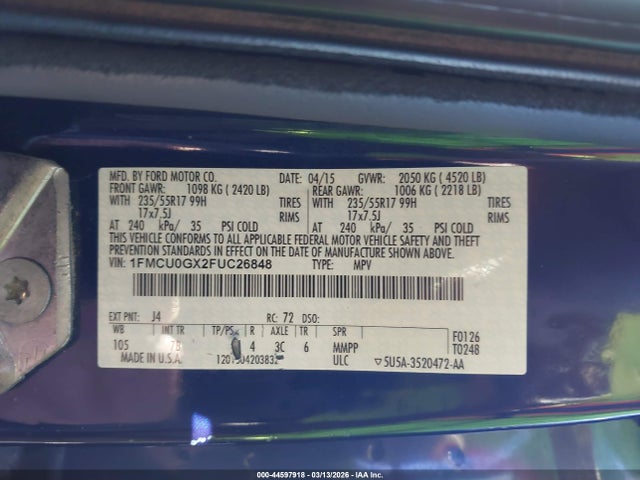 MFD. BY FORD MOTOR CO. 04/15 GVWR: 2050 KG ( 4520 LB)
FRONT GAWR: 1098 KG ( 2420 LB) REAR GAWR: 1006 KG ( 2218 LB)
WITH 235/55R17 99H TIRES WITH 235/55R17 99H TIRES
17x7.5J RIMS 17x7.5J RIMS
AT 240 kPa/ 35 PSI COLD AT 240 kPa/ 35 PSI COLD
THIS VEHICLE CONFORMS TO ALL APPLICABLE FEDERAL MOTOR VEHICLE SAFETY AND THEFT
PREVENTION STANDARDS IN EFFECT ON THE DATE OF MANUFACTURE SHOWN ABOVE.
VIN: 1FMCU0GX2FUC26848 TYPE: MPV
EXT PNT: J4 RC: 72 DSO:
WB INT TR TP/PS R AXLE TR SPR F0126
105 7B 4 3C 6 MMPP T0248
MADE IN U.S.A. ULC ▽5U5A-3520472-AA
000-44597918 - 03/13/2026 - IAA Inc.